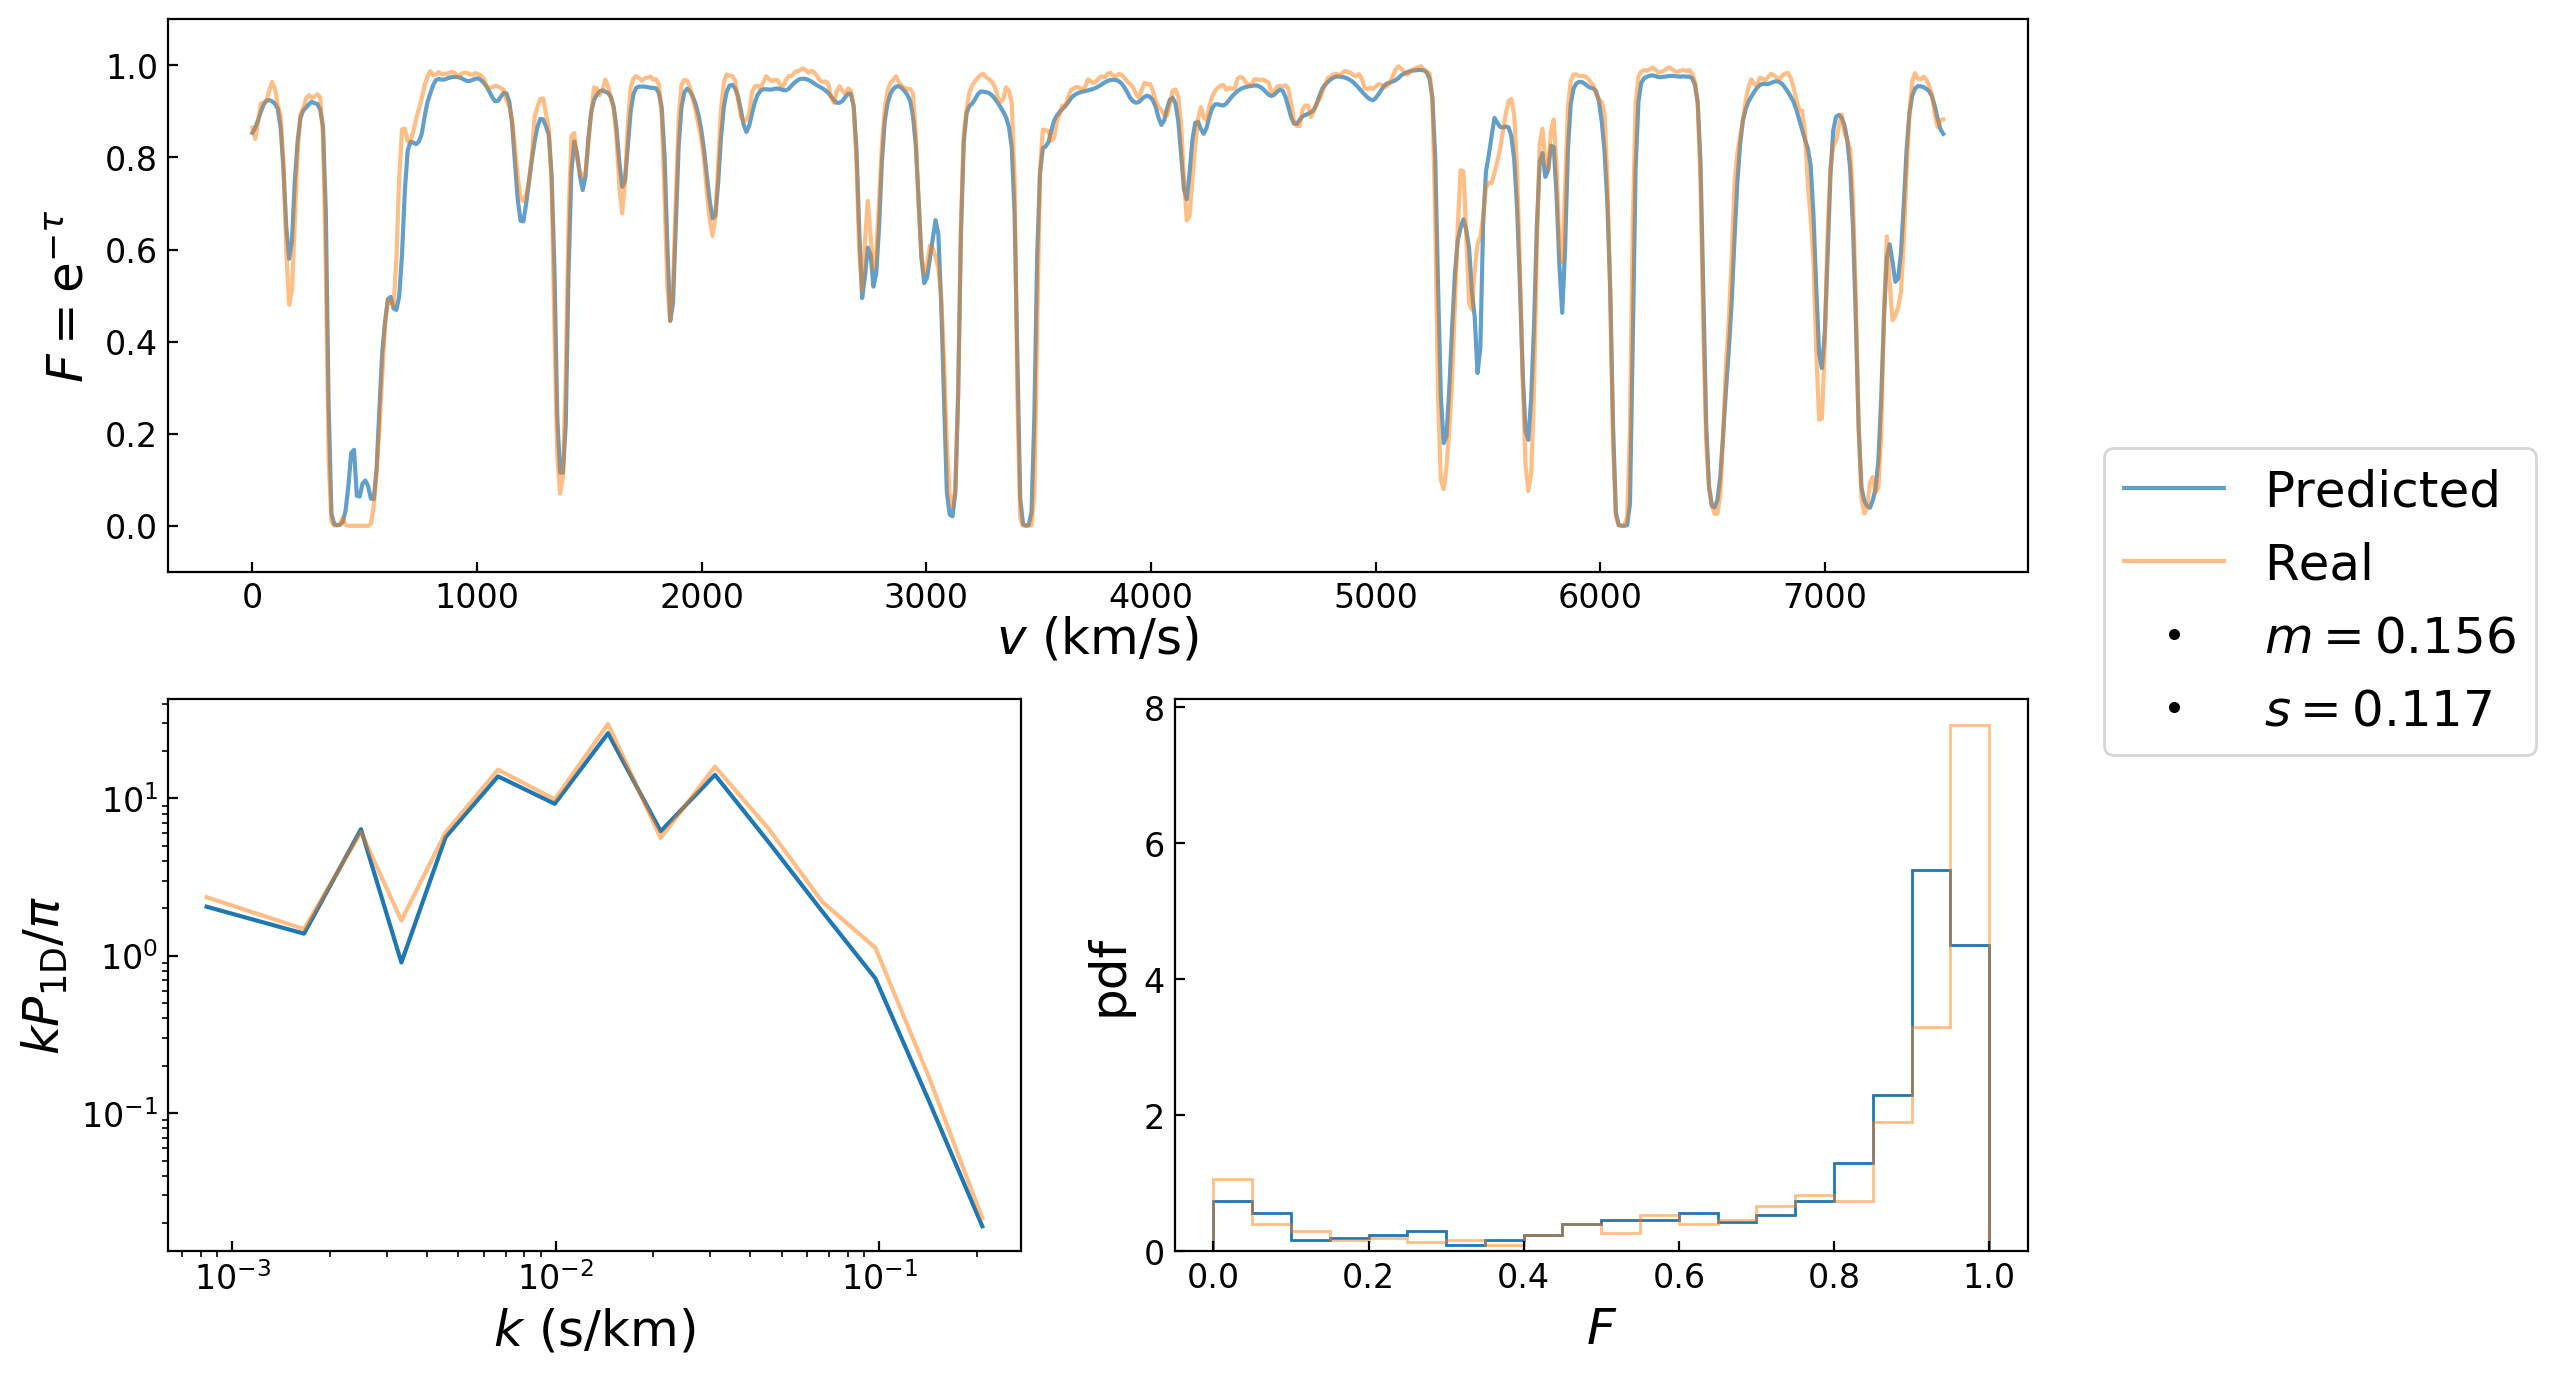 1.0
0.8
0.6
0.4
0.2
0.0
F = e^{−τ}
0 1000 2000 3000 4000 5000 6000 7000
v (km/s)
Predicted
Real
m = 0.156
s = 0.117
10^1
10^0
10^{−1}
kP_{1D}/π
10^{−3} 10^{−2} 10^{−1}
k (s/km)
8
6
4
2
0
pdf
0.0 0.2 0.4 0.6 0.8 1.0
F